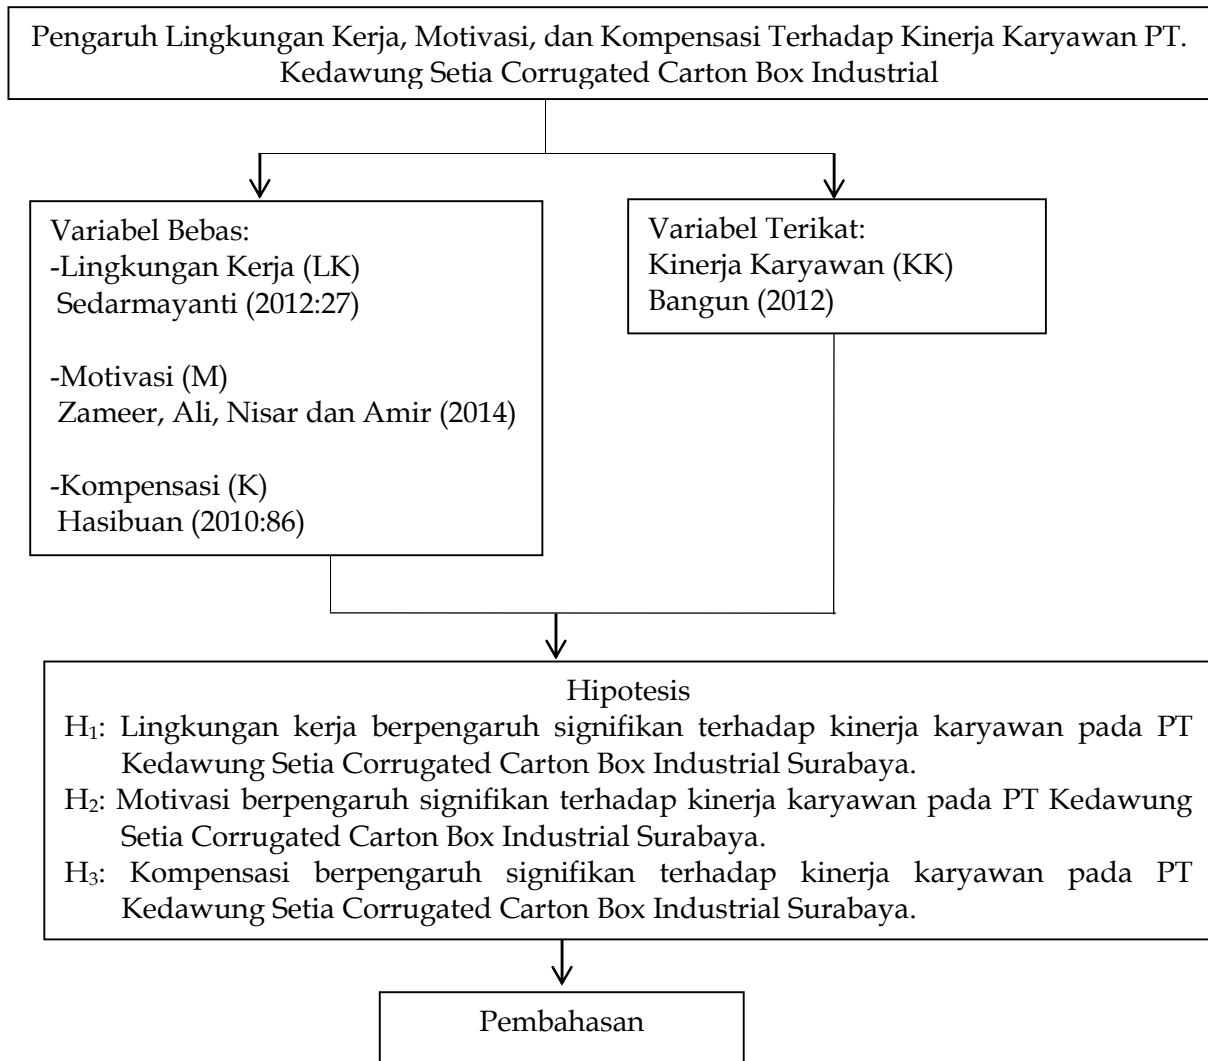 Pengaruh Lingkungan Kerja, Motivasi, dan Kompensasi Terhadap Kinerja Karyawan PT.
Kedawung Setia Corrugated Carton Box Industrial
Variabel Bebas:
-Lingkungan Kerja (LK)
Sedarmayanti (2012:27)
-Motivasi (M)
Zameer, Ali, Nisar dan Amir (2014)
-Kompensasi (K)
Hasibuan (2010:86)
Variabel Terikat:
Kinerja Karyawan (KK)
Bangun (2012)
Hipotesis
H₁: Lingkungan kerja berpengaruh signifikan terhadap kinerja karyawan pada PT
Kedawung Setia Corrugated Carton Box Industrial Surabaya.
H₂: Motivasi berpengaruh signifikan terhadap kinerja karyawan pada PT Kedawung
Setia Corrugated Carton Box Industrial Surabaya.
H₃: Kompensasi berpengaruh signifikan terhadap kinerja karyawan pada PT
Kedawung Setia Corrugated Carton Box Industrial Surabaya.
Pembahasan